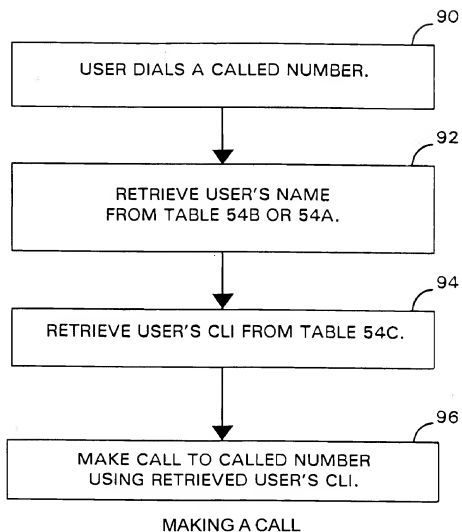 90
USER DIALS A CALLED NUMBER.
92
RETRIEVE USER'S NAME
FROM TABLE 54B OR 54A.
94
RETRIEVE USER'S CLI FROM TABLE 54C.
96
MAKE CALL TO CALLED NUMBER
USING RETRIEVED USER'S CLI.
MAKING A CALL